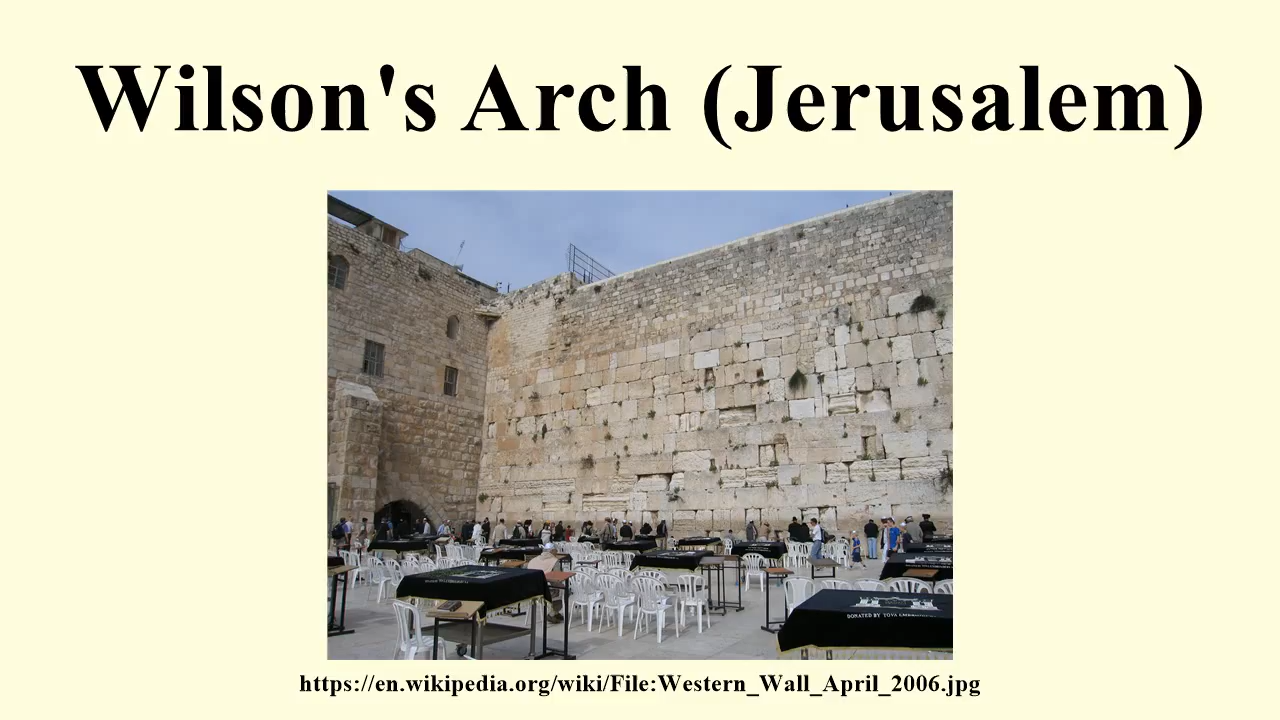 Wilson's Arch (Jerusalem)
DONATED BY
https://en.wikipedia.org/wiki/File:Western_Wall_April_2006.jpg